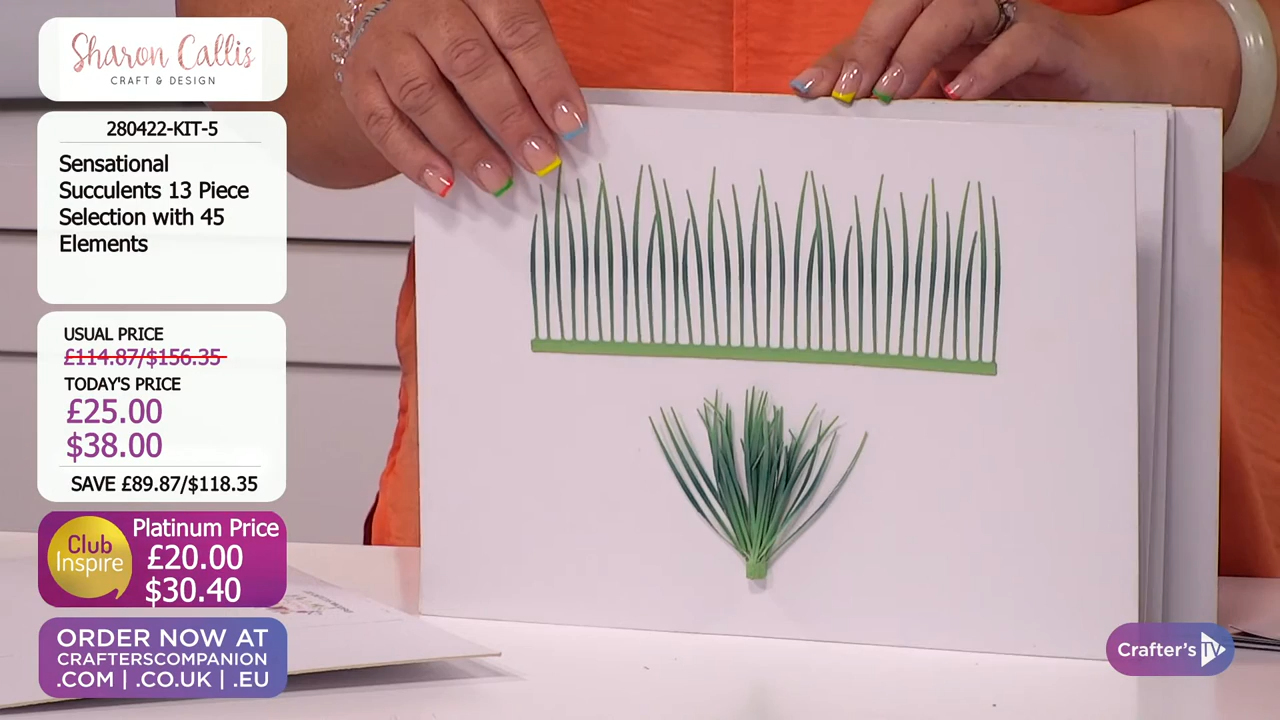 Sharon Callis
CRAFT & DESIGN
280422-KIT-5
Sensational
Succulents 13 Piece
Selection with 45
Elements
USUAL PRICE
£114.87/$156.35
TODAY'S PRICE
£25.00
$38.00
SAVE £89.87/$118.35
Club
Inspire
Platinum Price
£20.00
$30.40
ORDER NOW AT
CRAFTERSCOMPANION
.COM | .CO.UK | .EU
Crafter's TV